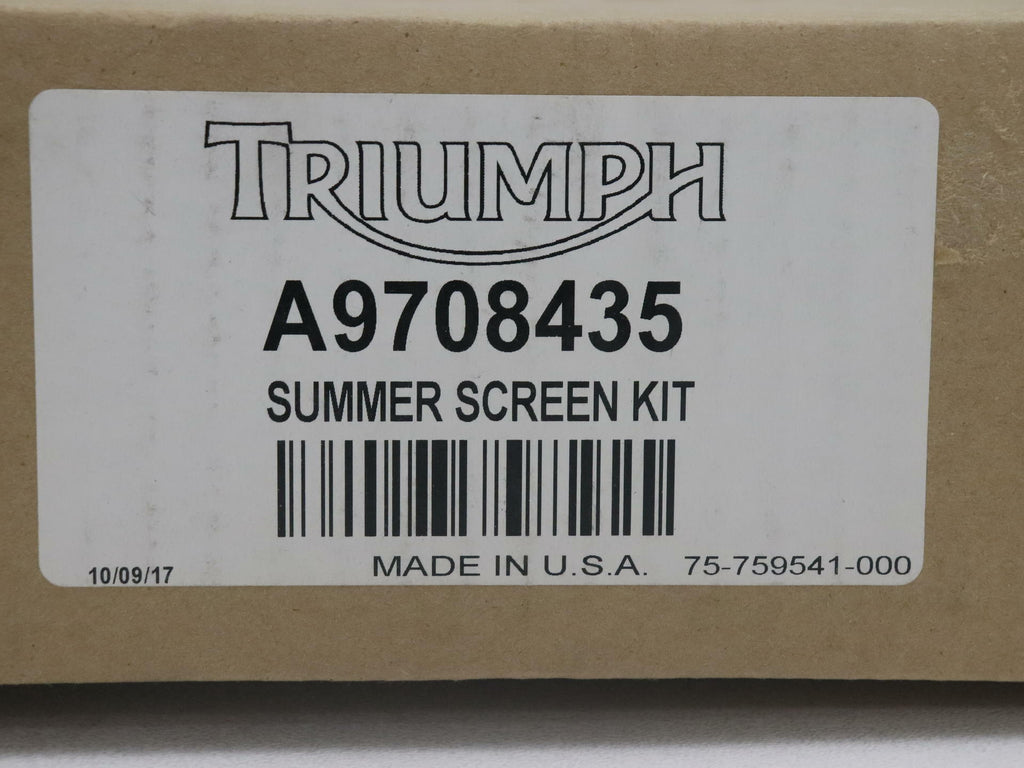 TRIUMPH
A9708435
SUMMER SCREEN KIT
10/09/17 MADE IN U.S.A. 75-759541-000